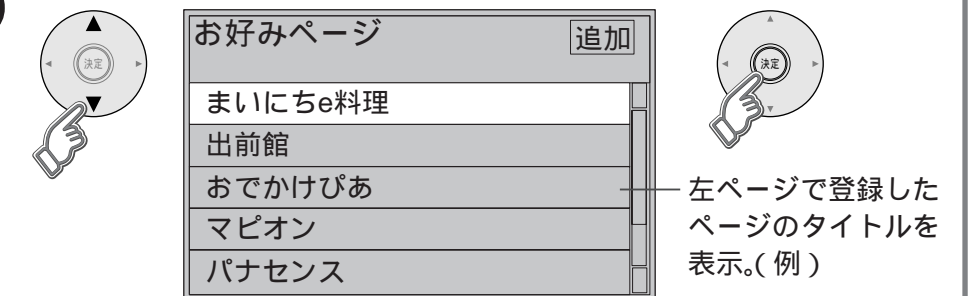 決定
お好みページ
追加
まいにちe料理
出前館
おでかけぴあ
マピオン
パナセンス
決定
左ページで登録した
ページのタイトルを
表示。(例)